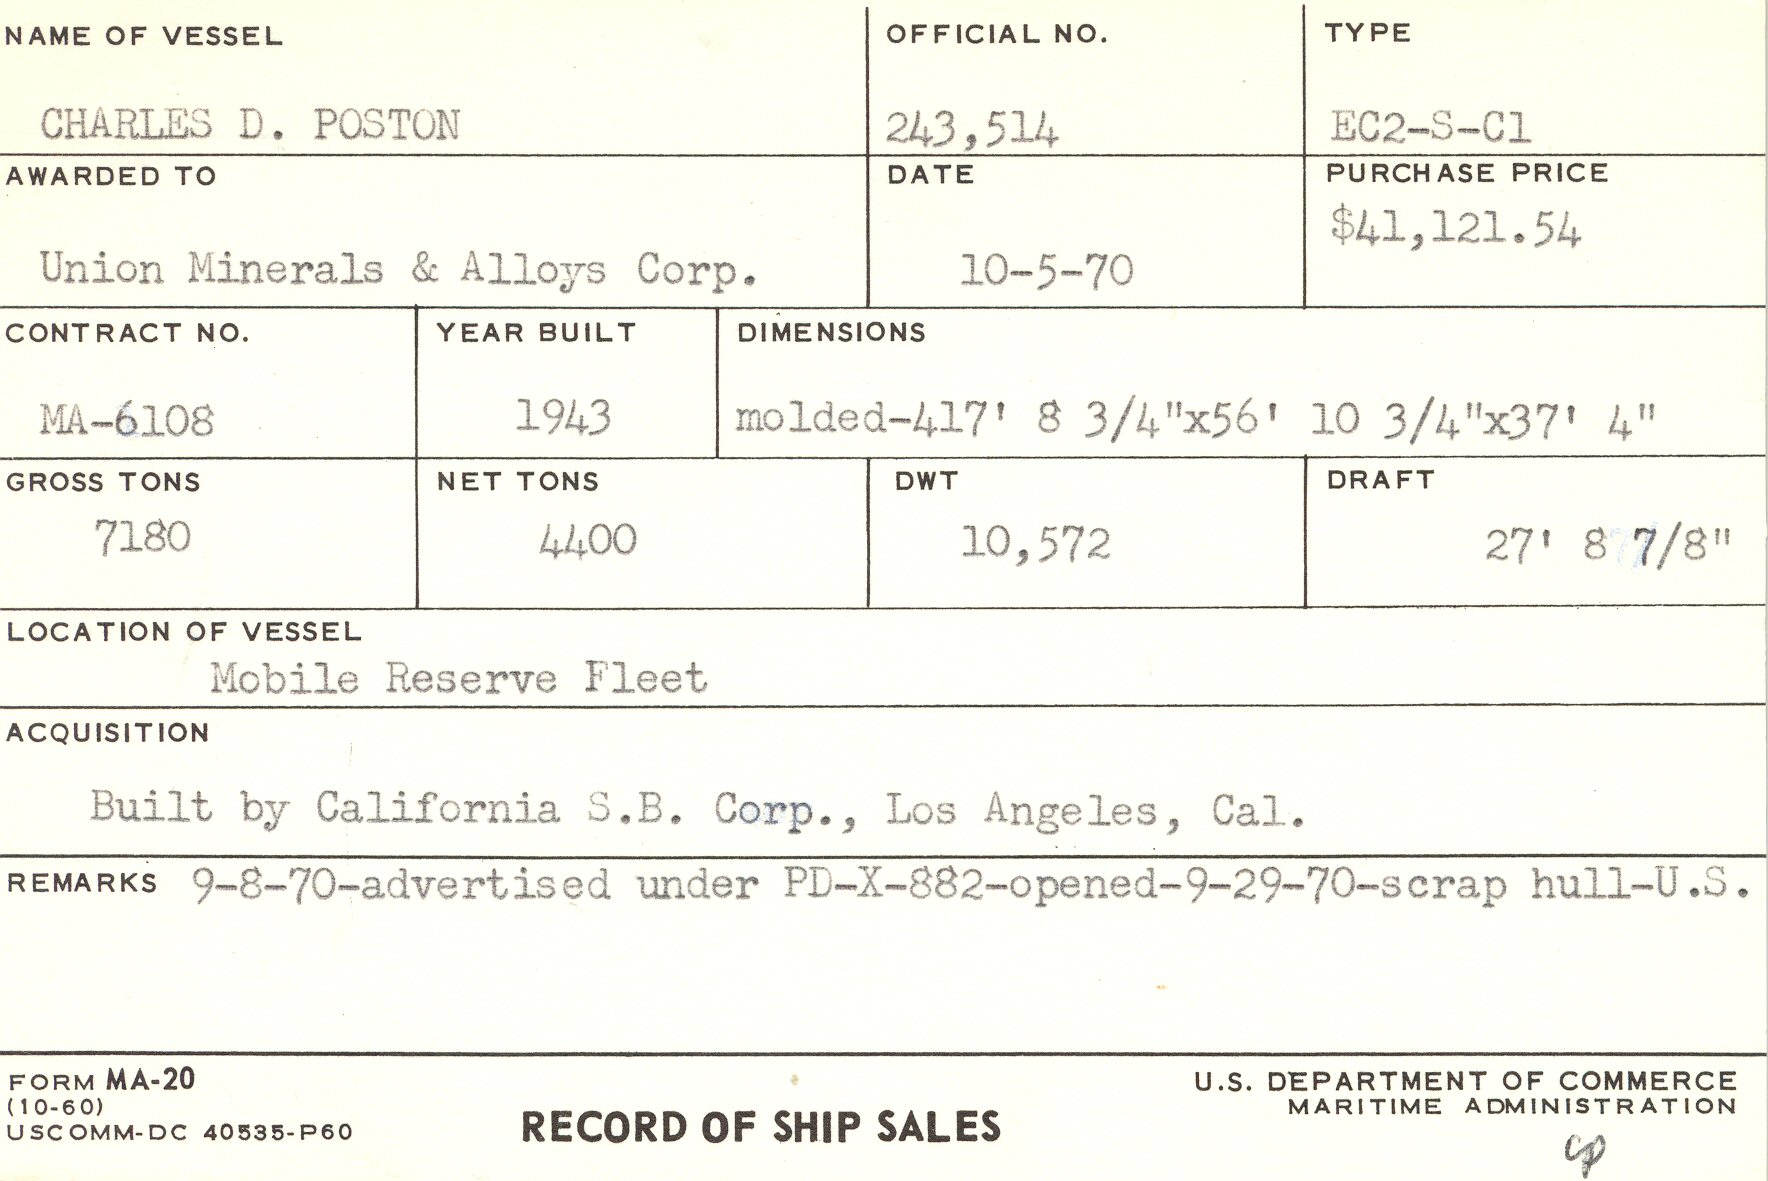 NAME OF VESSEL OFFICIAL NO. TYPE
CHARLES D. POSTON 243,514 EC2-S-C1
AWARDED TO DATE PURCHASE PRICE
$41,121.54
Union Minerals & Alloys Corp. 10-5-70
CONTRACT NO. YEAR BUILT DIMENSIONS
MA-6108 1943 molded-417' 8 3/4"x56' 10 3/4"x37' 4"
GROSS TONS NET TONS DWT DRAFT
7180 4400 10,572 27' 8 7/8"
LOCATION OF VESSEL
Mobile Reserve Fleet
ACQUISITION
Built by California S.B. Corp., Los Angeles, Cal.
REMARKS 9-8-70-advertised under PD-X-882-opened-9-29-70-scrap hull-U.S.
FORM MA-20
(10-60)
USCOMM-DC 40535-P60
RECORD OF SHIP SALES
U.S. DEPARTMENT OF COMMERCE
MARITIME ADMINISTRATION